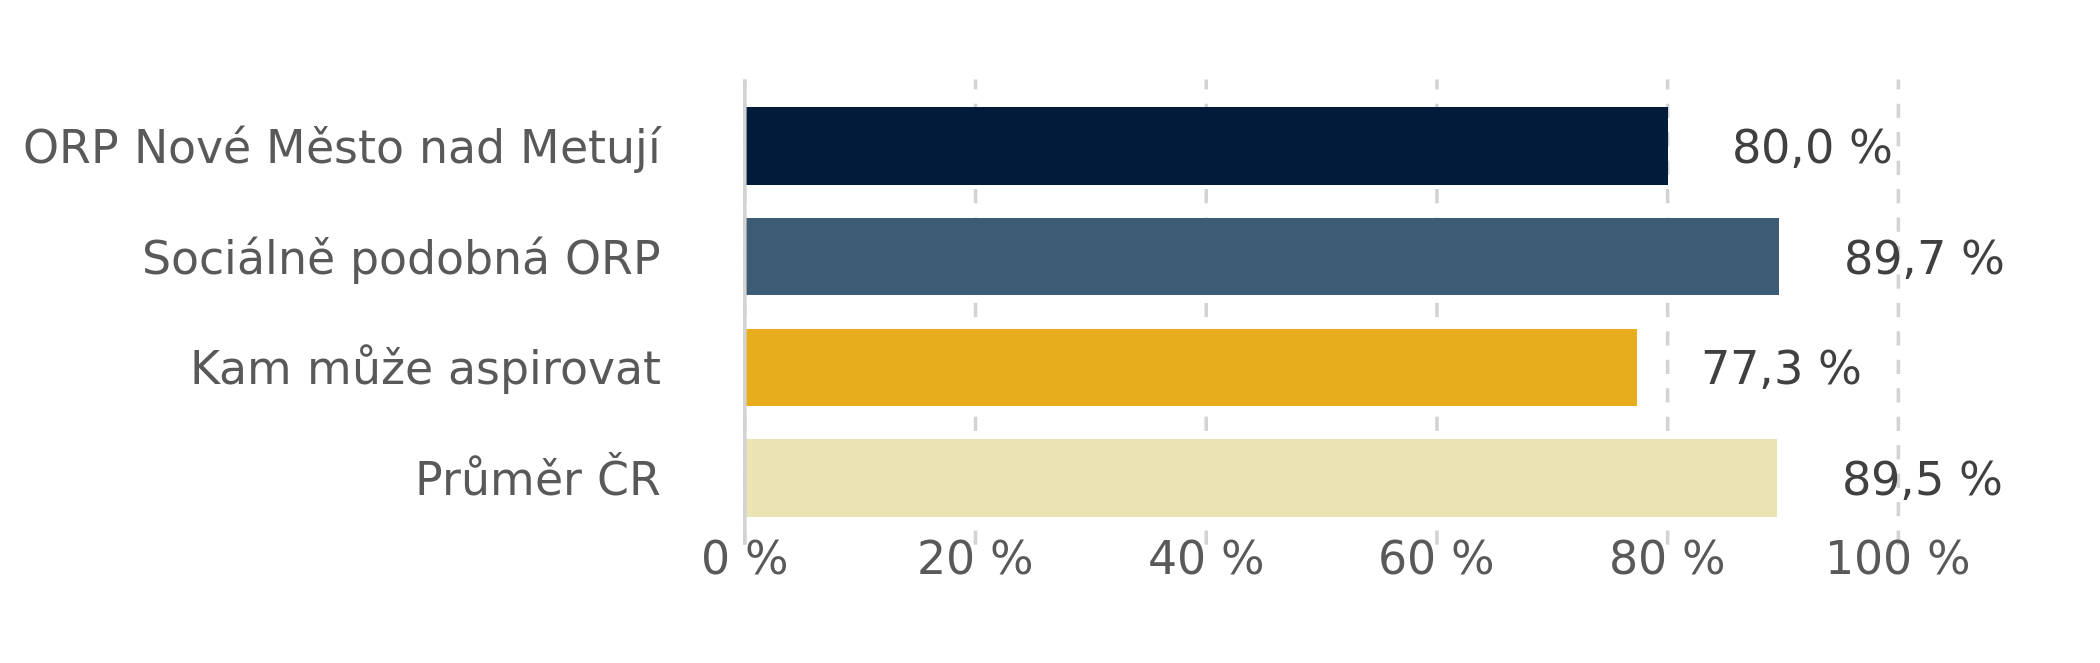 ORP Nové Město nad Metují
80,0 %
Sociálně podobná ORP
89,7 %
Kam může aspirovat
77,3 %
Průměr ČR
89,5 %
0 % 20 % 40 % 60 % 80 % 100 %